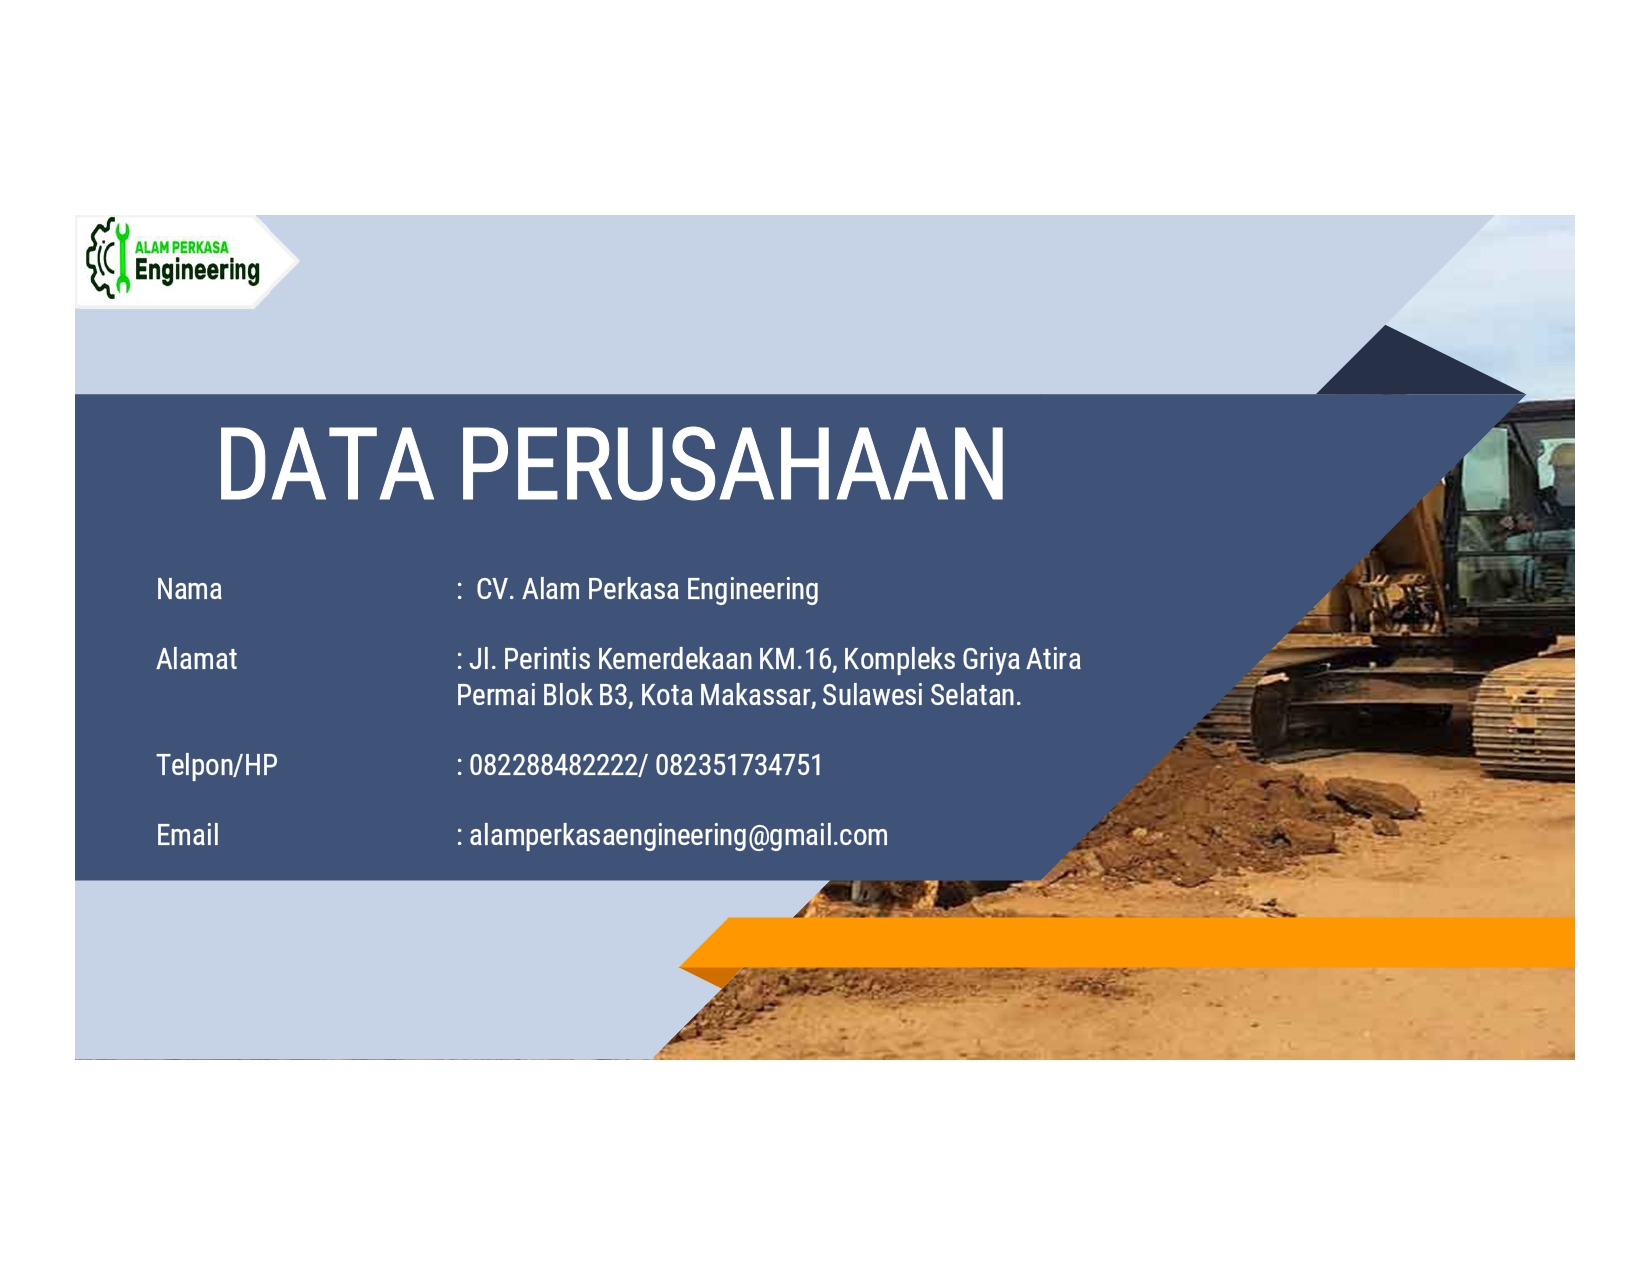 ALAM PERKASA
Engineering
DATA PERUSAHAAN
Nama : CV. Alam Perkasa Engineering
Alamat : Jl. Perintis Kemerdekaan KM.16, Kompleks Griya Atira
Permai Blok B3, Kota Makassar, Sulawesi Selatan.
Telpon/HP : 082288482222/ 082351734751
Email : alamperkasaengineering@gmail.com